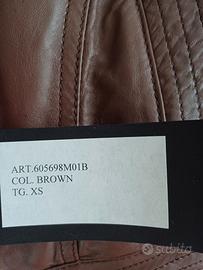 ART.605698M01B
COL. BROWN
TG. XS
subito